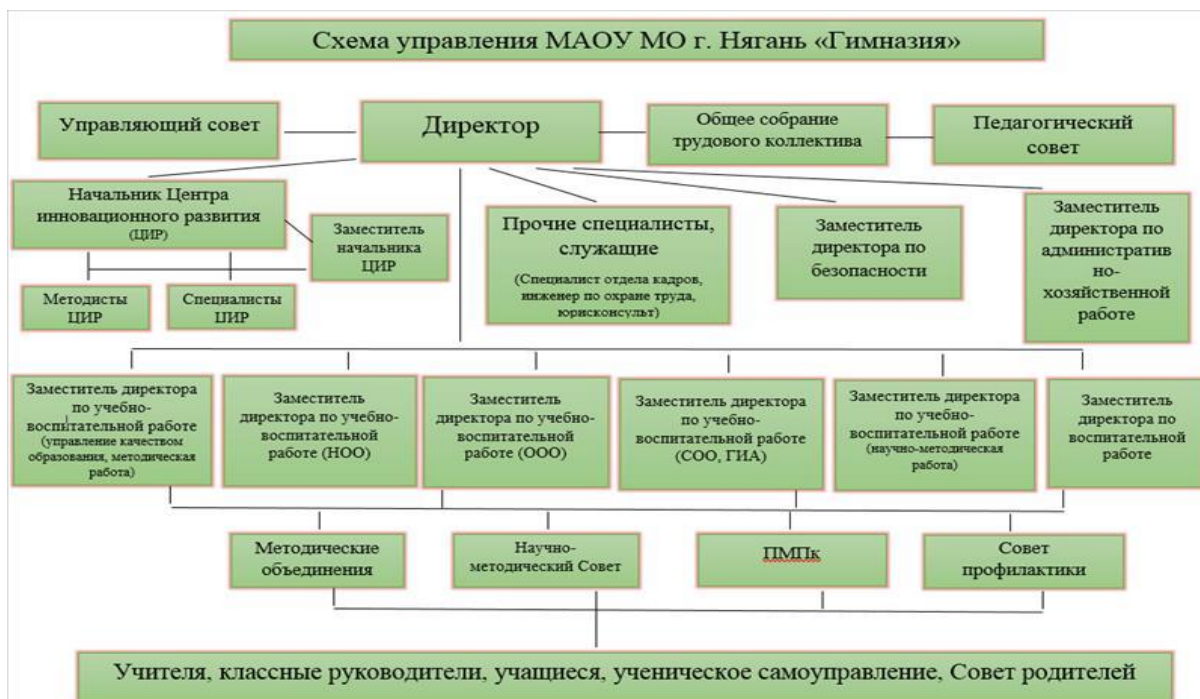 Схема управления МАОУ МО г. Нягань «Гимназия»
Управляющий совет
Директор
Общее собрание
трудового коллектива
Педагогический
совет
Начальник Центра
инновационного развития
(ЦИР)
Заместитель
начальника
ЦИР
Методисты
ЦИР
Специалисты
ЦИР
Прочие специалисты,
служащие
(Специалист отдела кадров,
инженер по охране труда,
юрисконсульт)
Заместитель
директора по
безопасности
Заместитель
директора по
административ
но-
хозяйственной
работе
Заместитель директора
по учебно-
воспитательной работе
(управление качеством
образования, методическая
работа)
Заместитель
директора по учебно-
воспитательной
работе (НОО)
Заместитель
директора по учебно-
воспитательной
работе (ООО)
Заместитель директора
по учебно-
воспитательной работе
(СОО, ГИА)
Заместитель директора
по учебно-
воспитательной работе
(научно-методическая
работа)
Заместитель
директора по
воспитательной
работе
Методические
объединения
Научно-
методический Совет
ПМПк
Совет
профилактики
Учителя, классные руководители, учащиеся, ученическое самоуправление, Совет родителей